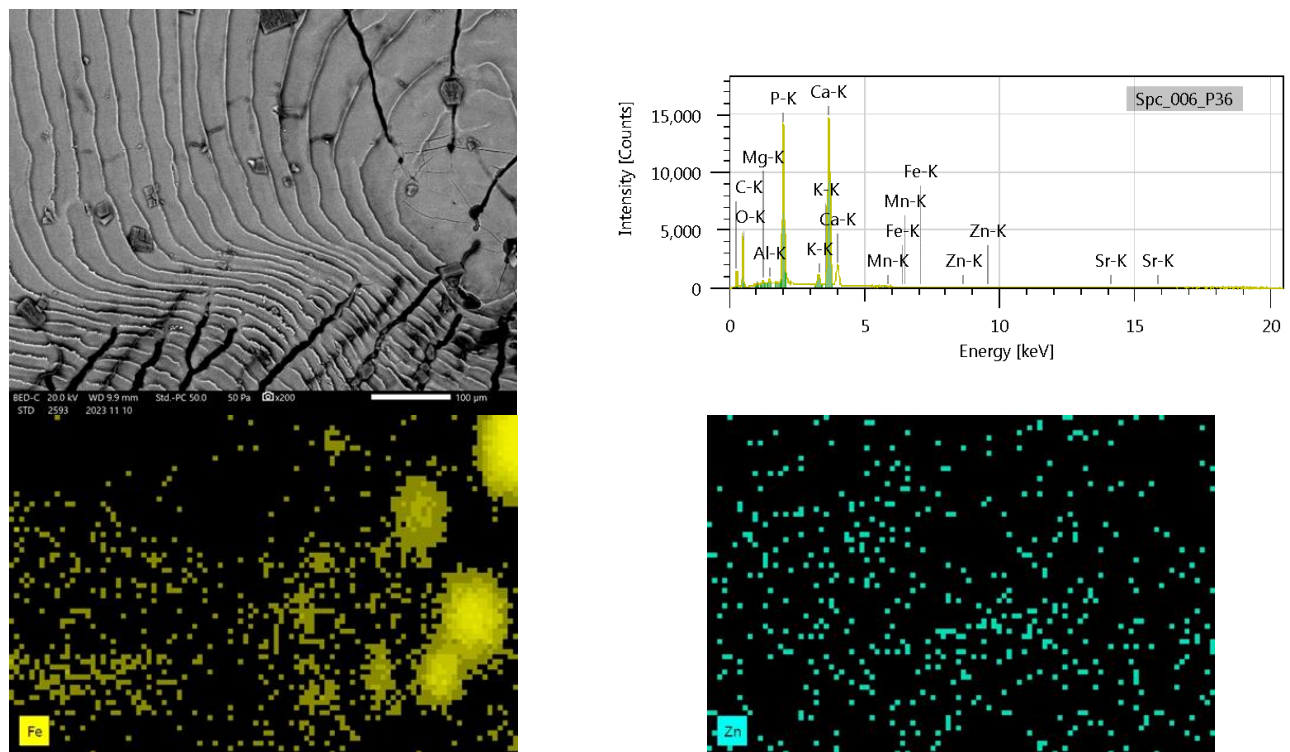 BED-C 20.0 kV WD 9.9 mm Std.-PC 50.0 50 Pa x200 100 µm
STD 2593 2023 11 10
Spc_006_P36
Intensity [Counts]
15,000
10,000
5,000
0
P-K
Ca-K
Mg-K
C-K
O-K
Al-K
K-K
Ca-K
K-K
Fe-K
Mn-K
Fe-K
Mn-K
Zn-K
Zn-K
Sr-K
Sr-K
0 5 10 15 20
Energy [keV]
Fe
Zn